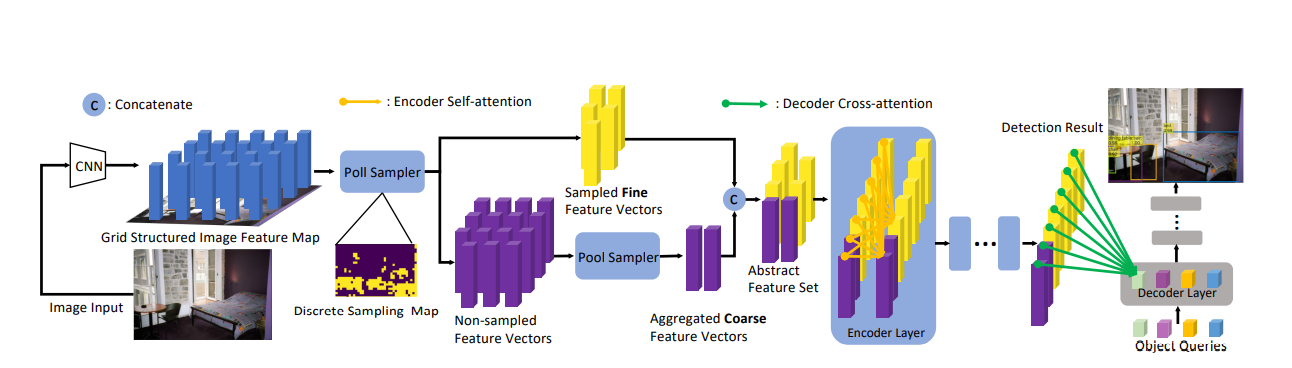 C : Concatenate
: Encoder Self-attention
: Decoder Cross-attention
CNN
Grid Structured Image Feature Map
Image Input
Poll Sampler
Discrete Sampling Map
Sampled Fine
Feature Vectors
Non-sampled
Feature Vectors
Pool Sampler
Aggregated Coarse
Feature Vectors
C
Abstract
Feature Set
Encoder Layer
Detection Result
Decoder Layer
Object Queries